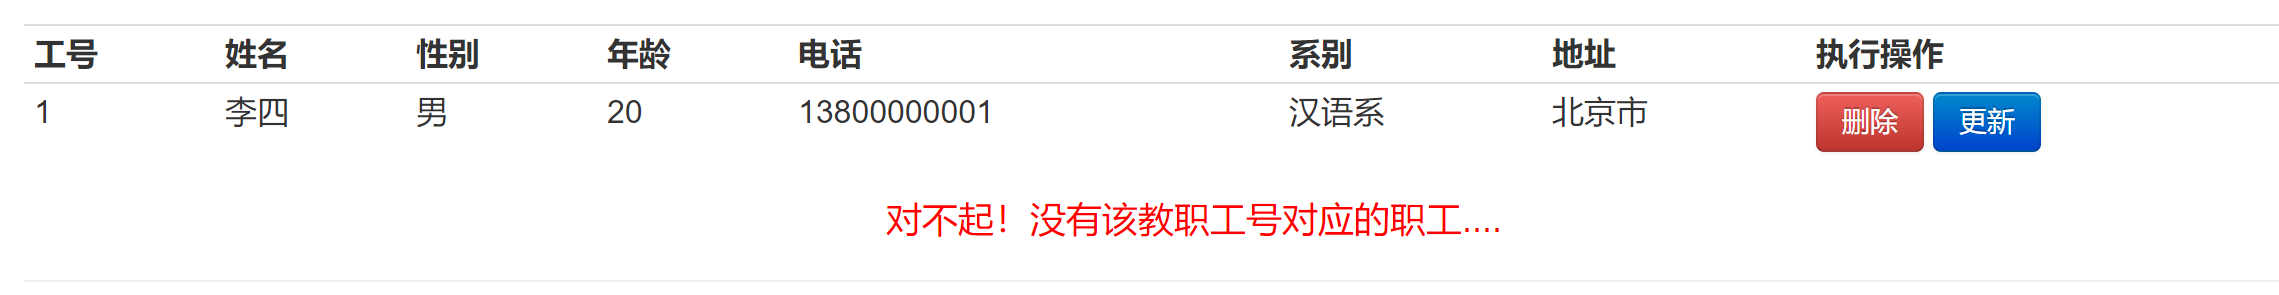 工号 姓名 性别 年龄 电话 系别 地址 执行操作
1 李四 男 20 13800000001 汉语系 北京市 删除 更新
对不起！没有该教职工号对应的职工....